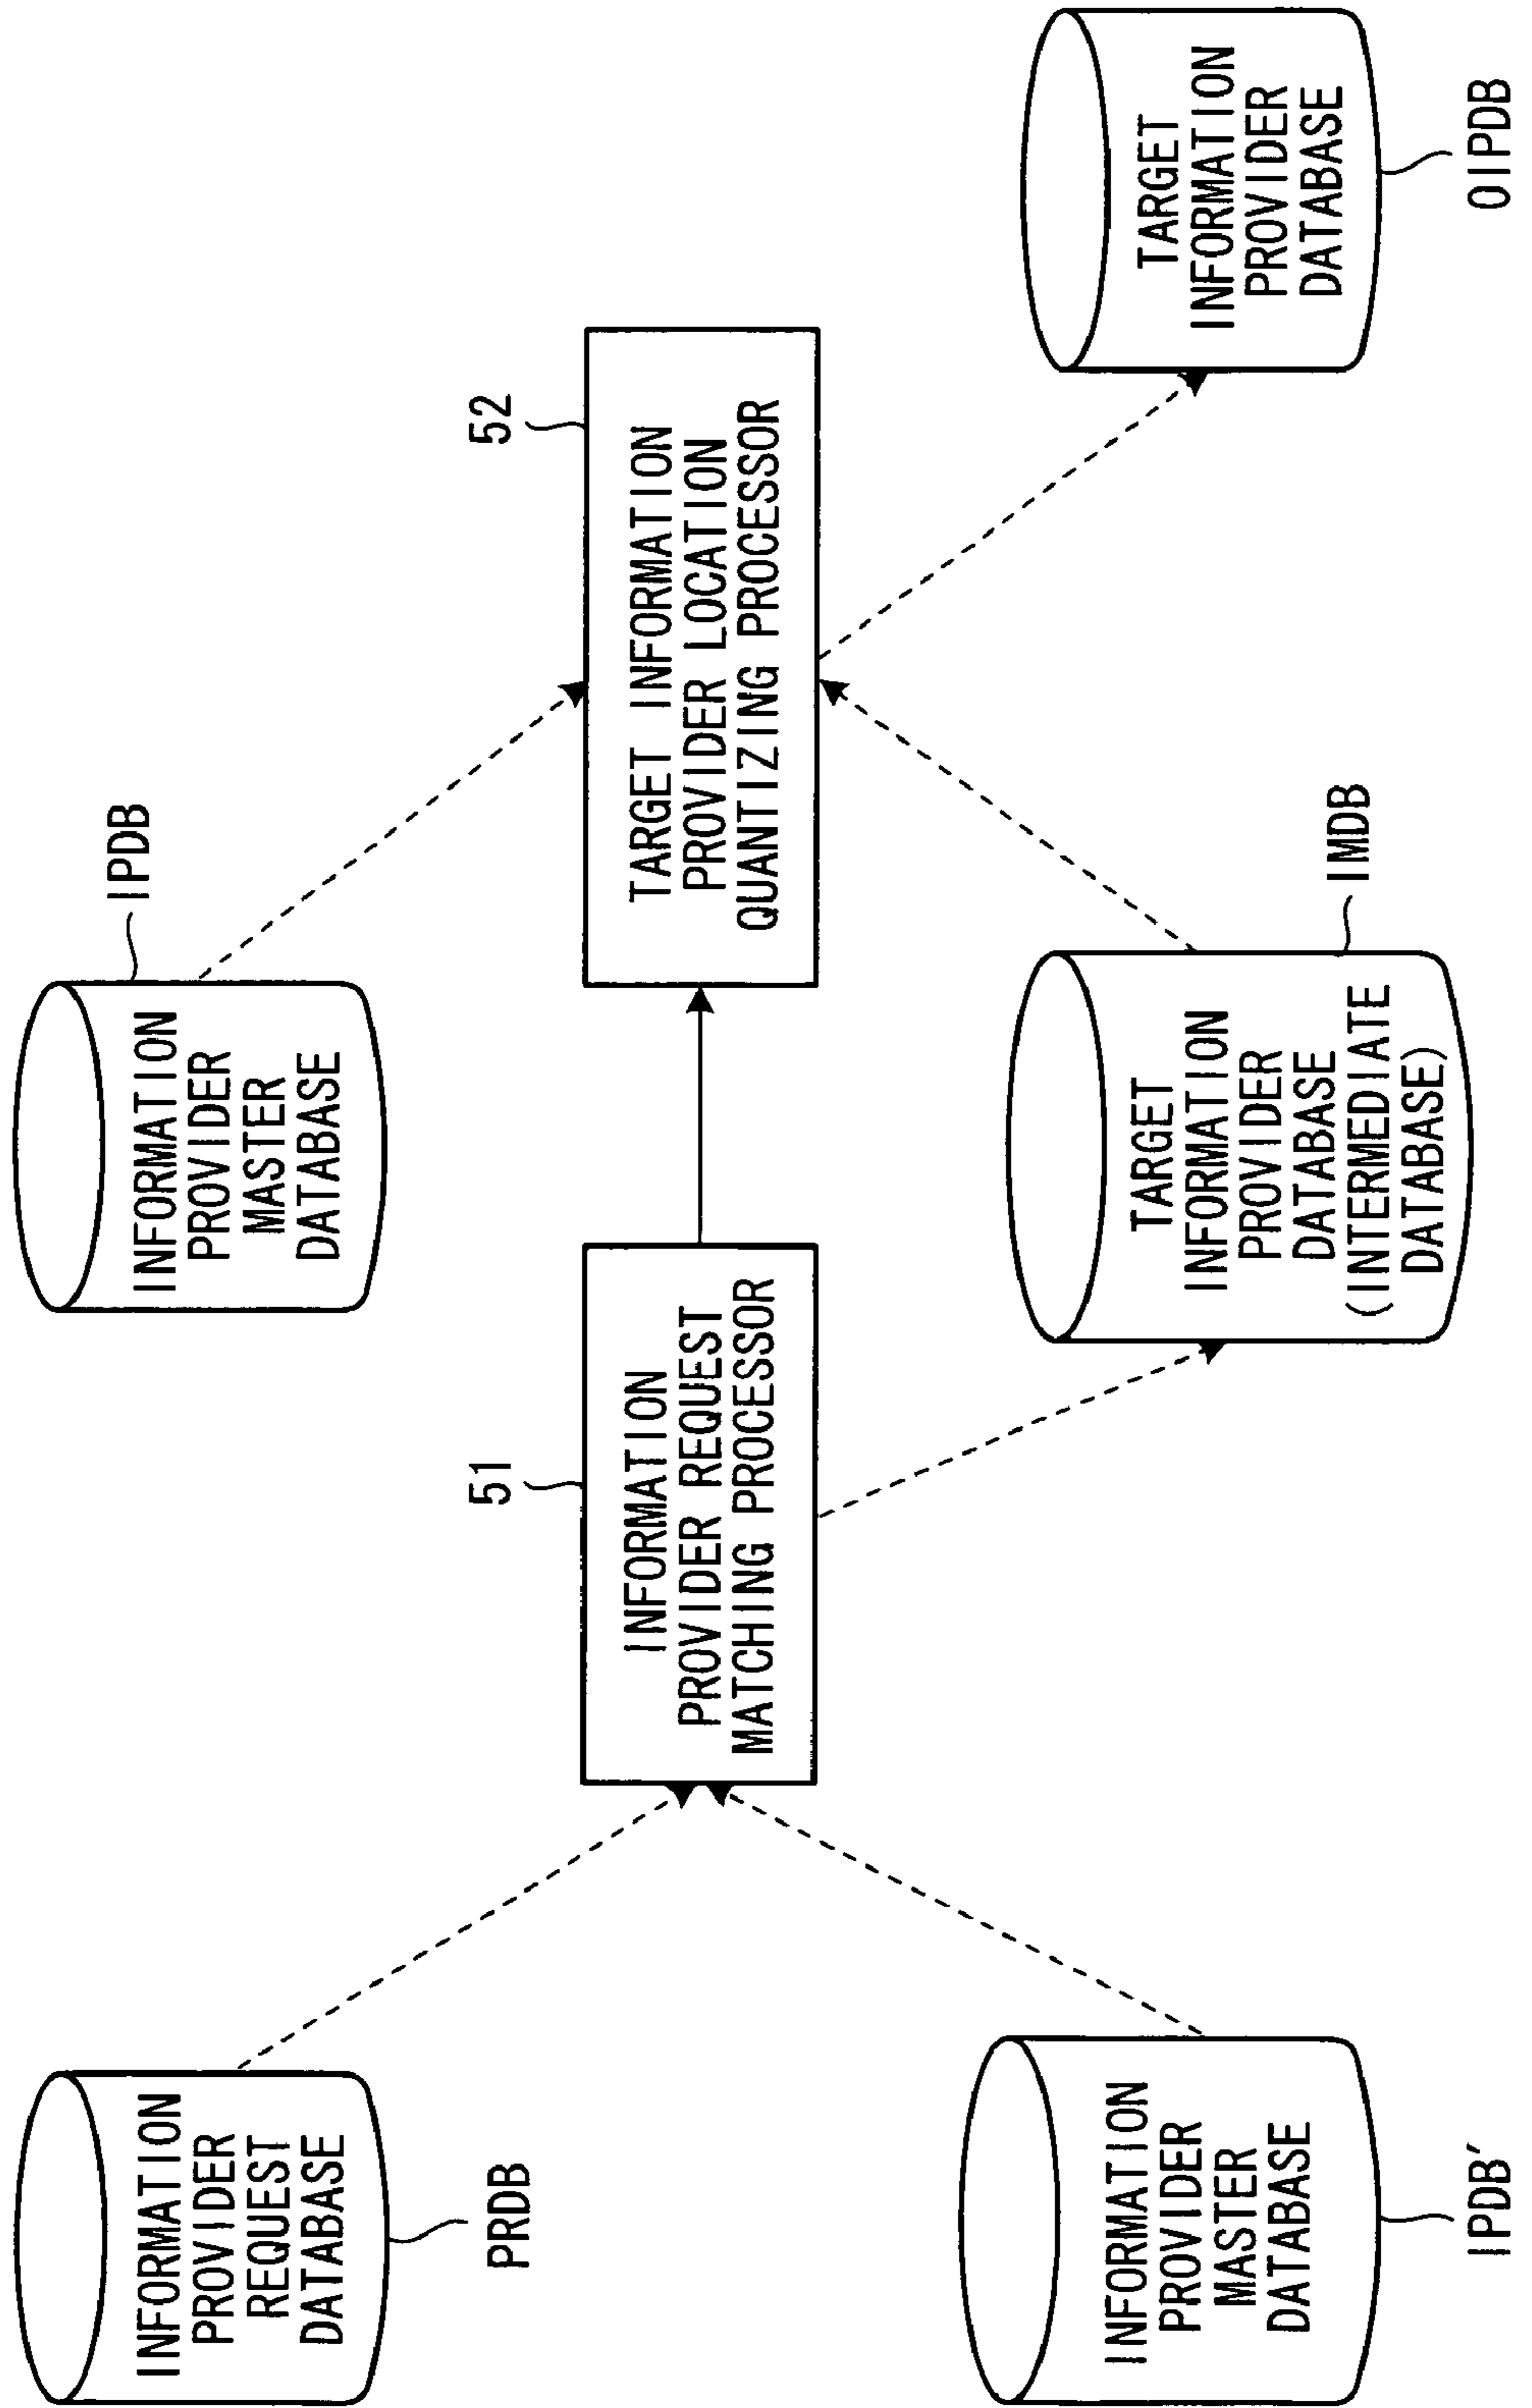 INFORMATION
PROVIDER
REQUEST
DATABASE
PRDB
INFORMATION
PROVIDER
MASTER
DATABASE
IPDB′
51
INFORMATION
PROVIDER REQUEST
MATCHING PROCESSOR
INFORMATION
PROVIDER
MASTER
DATABASE
IPDB
TARGET
INFORMATION
PROVIDER
DATABASE
(INTERMEDIATE
DATABASE)
IMDB
52
TARGET INFORMATION
PROVIDER LOCATION
QUANTIZING PROCESSOR
TARGET
INFORMATION
PROVIDER
DATABASE
OIPDB